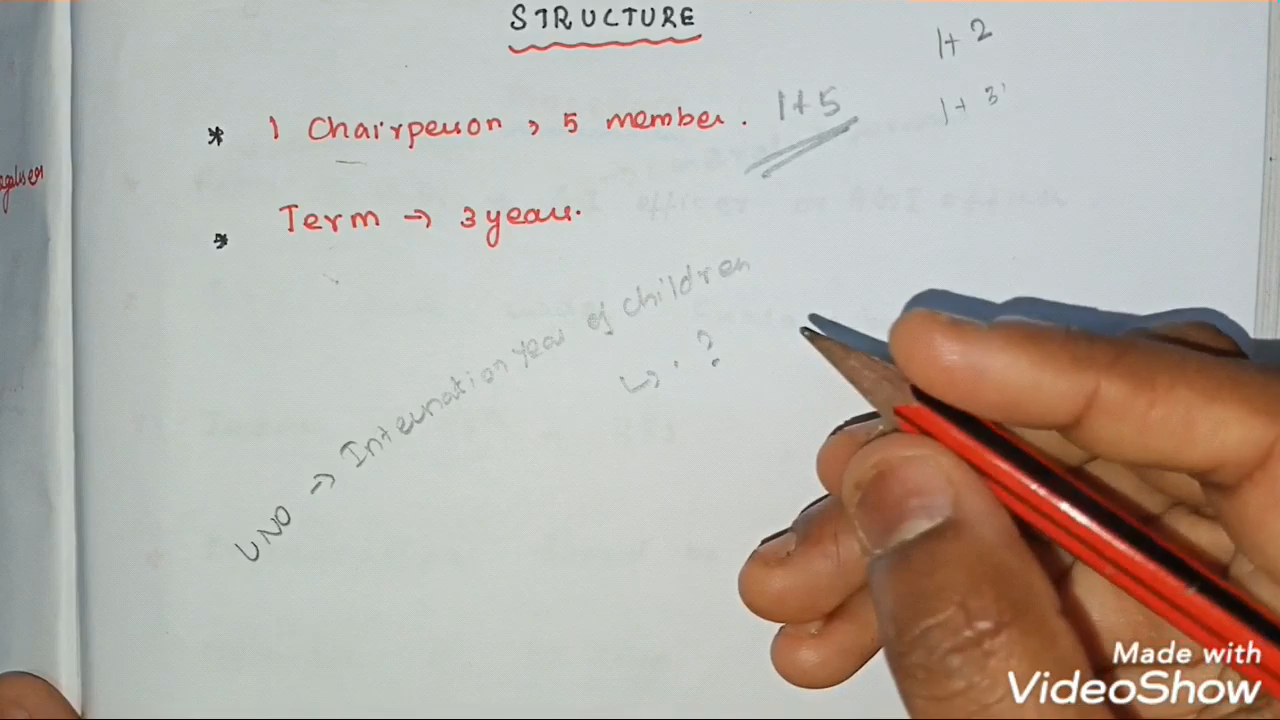 STRUCTURE
1+2
* 1 Chairperson, 5 member. 1+5
1+3
* Term → 3 years.
UNO → Internation year of children
↳ . ?
Made with
VideoShow